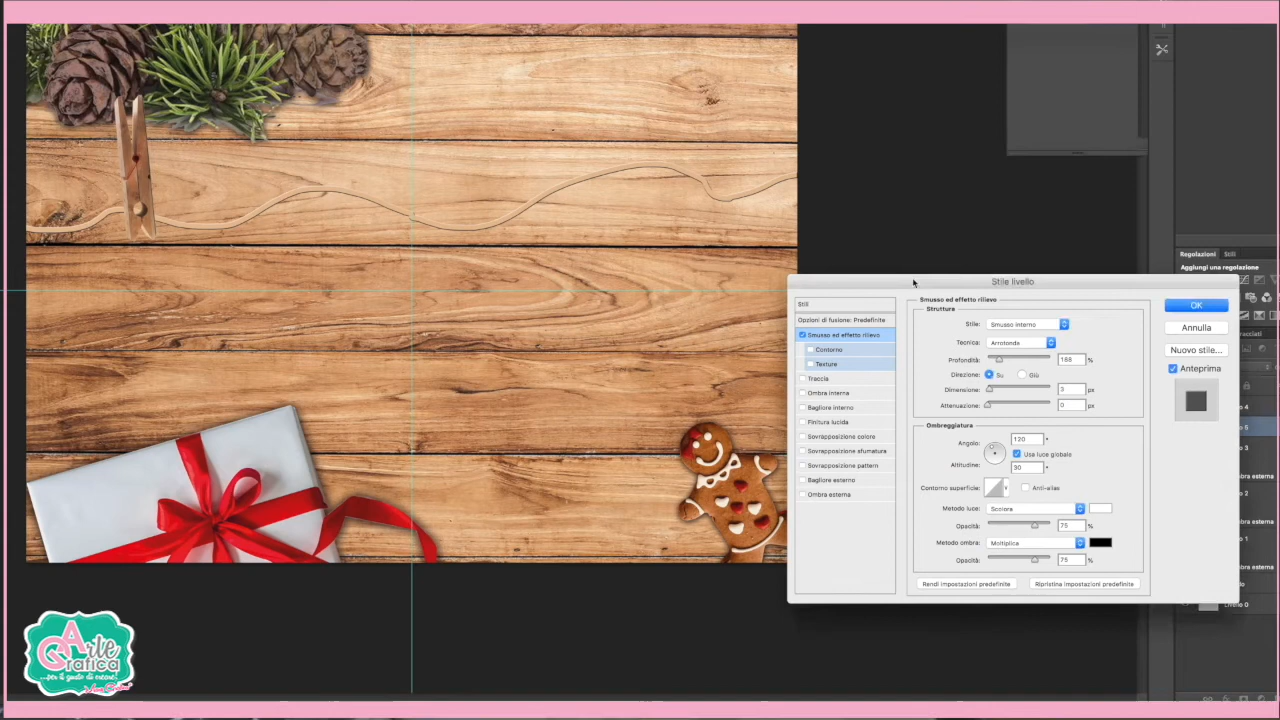 Regolazioni Stili
Aggiungi una regolazione
Stile livello
Stili
Opzioni di fusione: Predefinite
Smusso ed effetto rilievo
Contorno
Texture
Traccia
Ombra interna
Bagliore interno
Finitura lucida
Sovrapposizione colore
Sovrapposizione sfumatura
Sovrapposizione pattern
Bagliore esterno
Ombra esterna
Smusso ed effetto rilievo
Struttura
Stile: Smusso interno
Tecnica: Arrotonda
Profondità: 188 %
Direzione: Su Giù
Dimensione: 3 px
Attenuazione: 0 px
Ombreggiatura
Angolo: 120 °
Usa luce globale
Altitudine: 30 °
Contorno superficie: Anti-alias
Metodo luce: Scolora
Opacità: 75 %
Metodo ombra: Moltiplica
Opacità: 75 %
Rendi impostazioni predefinite Ripristina impostazioni predefinite
OK
Annulla
Nuovo stile...
Anteprima
Livello 0
Arte
Grafica
...per il gusto di creare